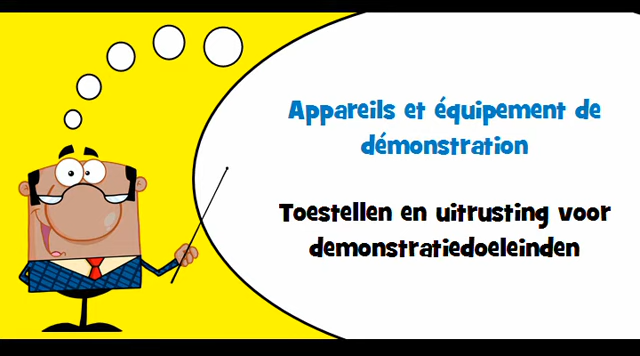 Appareils et équipement de
démonstration
Toestellen en uitrusting voor
demonstratiedoeleinden